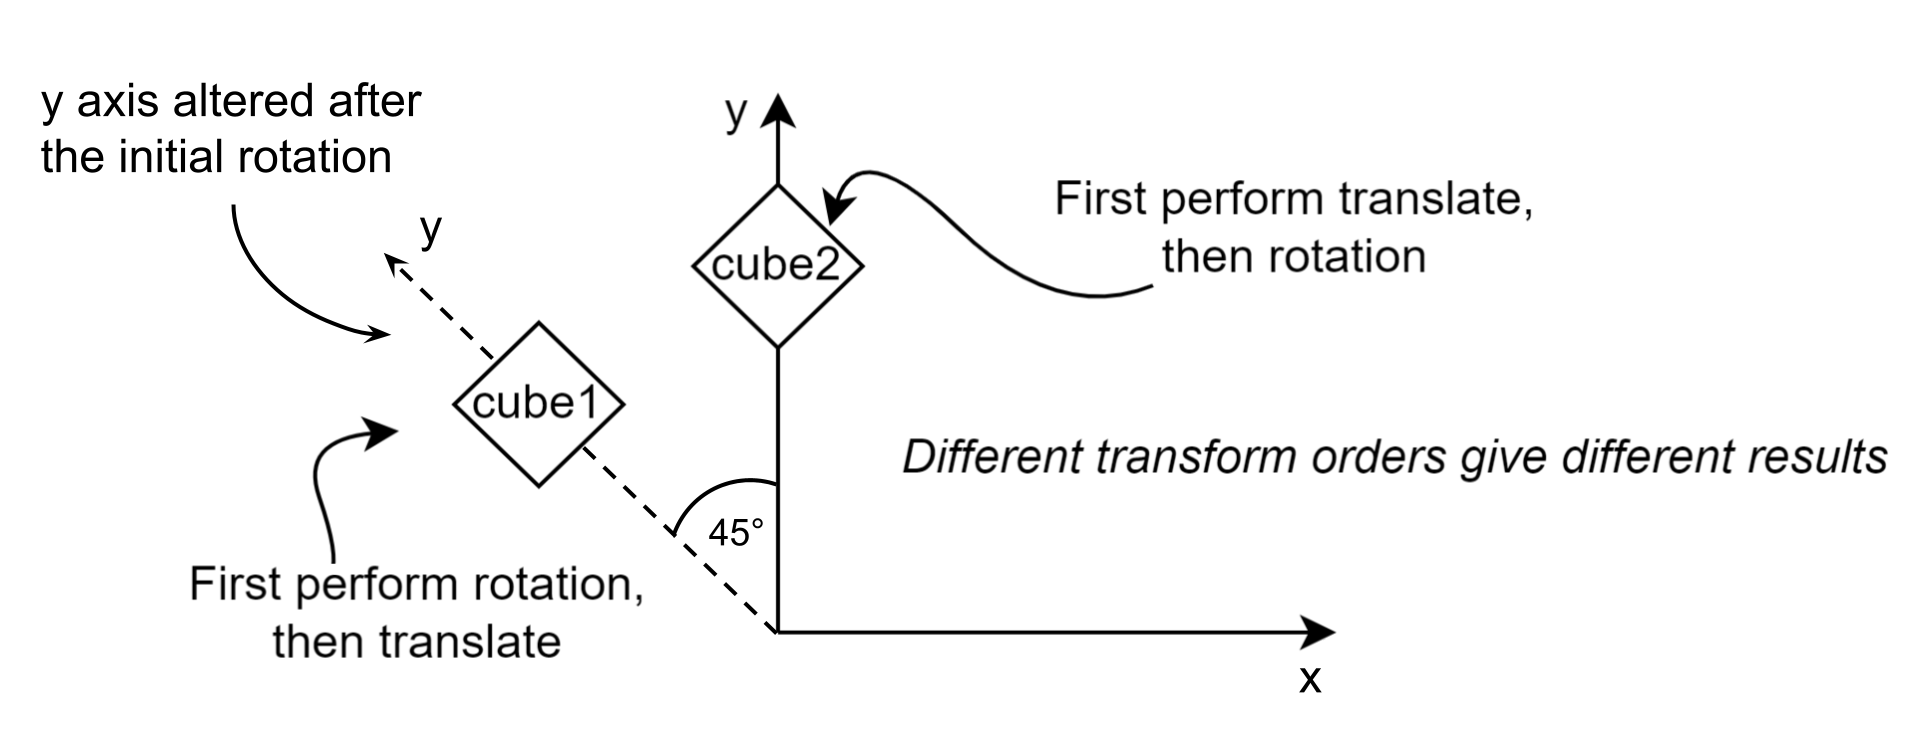 y axis altered after
the initial rotation
y
y
cube2
First perform translate,
then rotation
cube1
Different transform orders give different results
45°
First perform rotation,
then translate
x